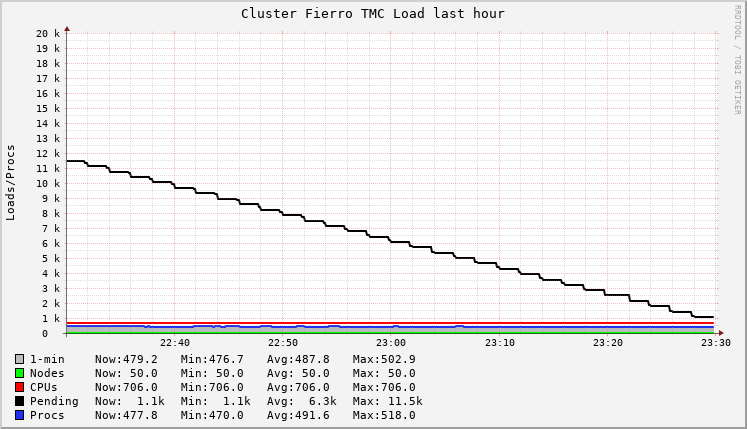 Cluster Fierro TMC Load last hour
RRDTOOL / TOBI OETIKER
Loads/Procs
20 k
19 k
18 k
17 k
16 k
15 k
14 k
13 k
12 k
11 k
10 k
9 k
8 k
7 k
6 k
5 k
4 k
3 k
2 k
1 k
0
22:40 22:50 23:00 23:10 23:20 23:30
1-min Now:479.2 Min:476.7 Avg:487.8 Max:502.9
Nodes Now: 50.0 Min: 50.0 Avg: 50.0 Max: 50.0
CPUs Now:706.0 Min:706.0 Avg:706.0 Max:706.0
Pending Now: 1.1k Min: 1.1k Avg: 6.3k Max: 11.5k
Procs Now:477.8 Min:470.0 Avg:491.6 Max:518.0